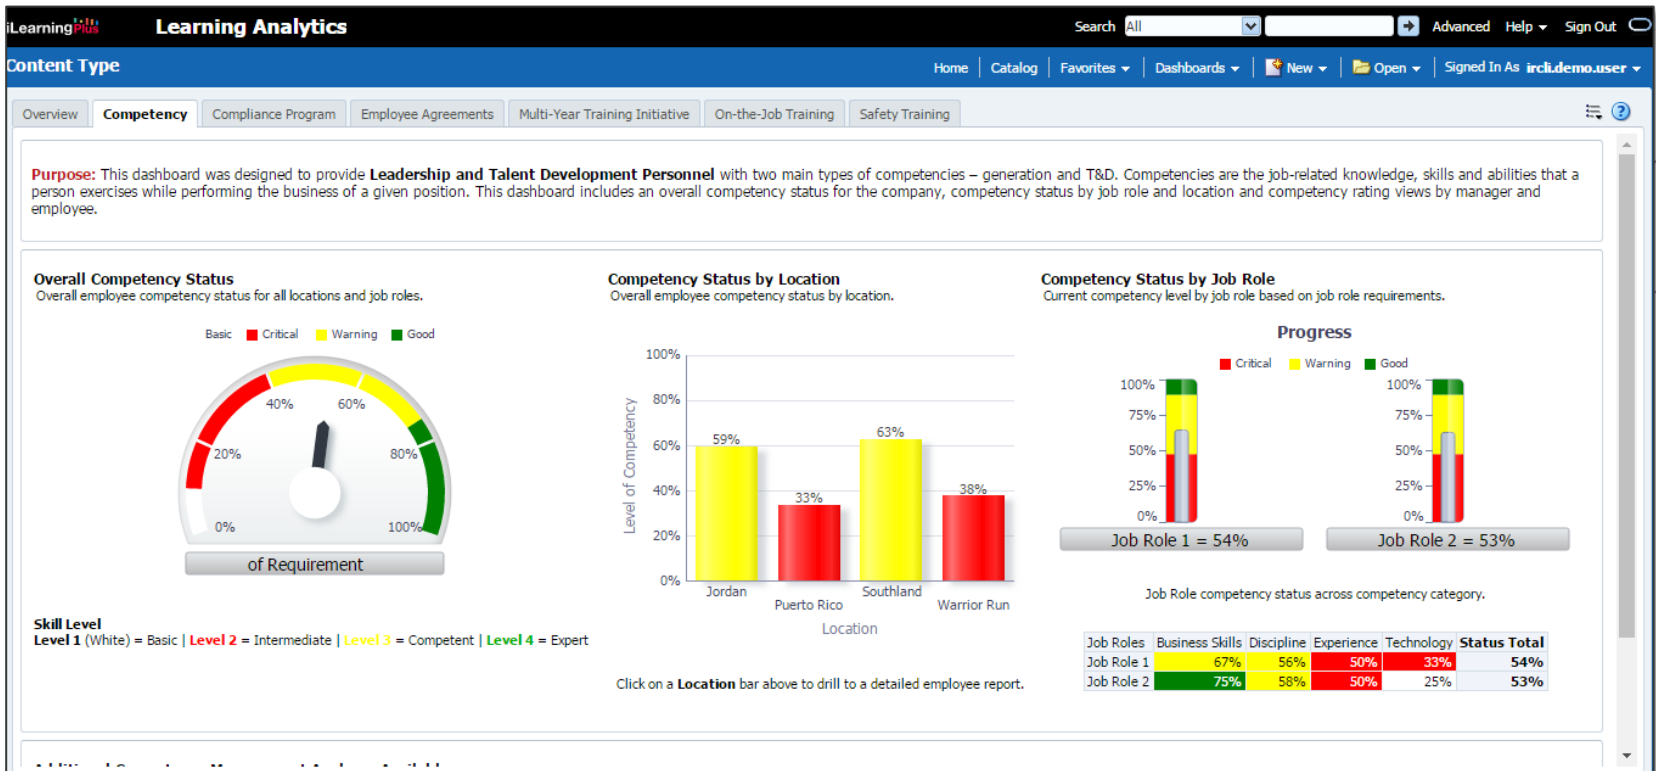 iLearningPlus Learning Analytics Search All Advanced Help Sign Out
Content Type Home Catalog Favorites Dashboards New Open Signed In As ircli.demo.user
Overview Competency Compliance Program Employee Agreements Multi-Year Training Initiative On-the-Job Training Safety Training
Purpose: This dashboard was designed to provide Leadership and Talent Development Personnel with two main types of competencies – generation and T&D. Competencies are the job-related knowledge, skills and abilities that a
person exercises while performing the business of a given position. This dashboard includes an overall competency status for the company, competency status by job role and location and competency rating views by manager and
employee.
Overall Competency Status
Overall employee competency status for all locations and job roles.
Basic Critical Warning Good
40% 60%
20% 80%
0% 100%
of Requirement
Skill Level
Level 1 (White) = Basic | Level 2 = Intermediate | Level 3 = Competent | Level 4 = Expert
Competency Status by Location
Overall employee competency status by location.
100%
80%
60%
40%
20%
0%
Level of Competency
59%
33%
63%
38%
Jordan
Puerto Rico
Southland
Warrior Run
Location
Click on a Location bar above to drill to a detailed employee report.
Competency Status by Job Role
Current competency level by job role based on job role requirements.
Progress
Critical Warning Good
100% 100%
75% 75%
50% 50%
25% 25%
0% 0%
Job Role 1 = 54% Job Role 2 = 53%
Job Role competency status across competency category.
Job Roles Business Skills Discipline Experience Technology Status Total
Job Role 1 67% 56% 50% 33% 54%
Job Role 2 75% 58% 50% 25% 53%